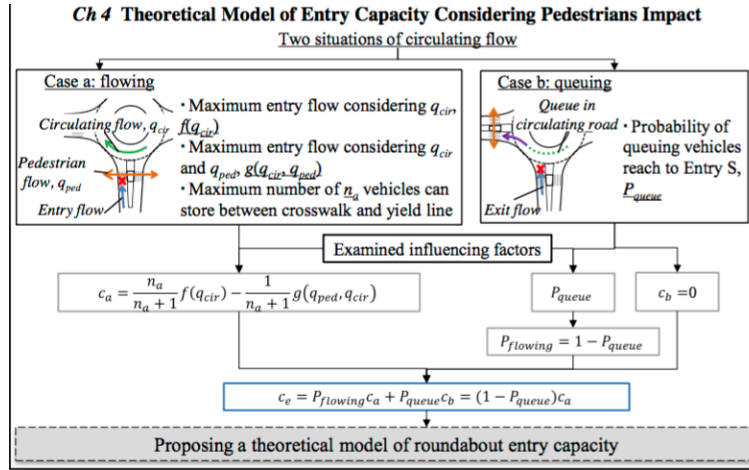 Ch 4 Theoretical Model of Entry Capacity Considering Pedestrians Impact
Two situations of circulating flow
Case a: flowing
Circulating flow, q_cir
Pedestrian
flow, q_ped
Entry flow
· Maximum entry flow considering q_cir,
f(q_cir)
· Maximum entry flow considering q_cir
and q_ped, g(q_cir, q_ped)
· Maximum number of n_a vehicles can
store between crosswalk and yield line
Case b: queuing
Queue in
circulating road
Exit flow
· Probability of
queuing vehicles
reach to Entry S,
P_queue
Examined influencing factors
c_a = n_a/(n_a + 1) f(q_cir) − 1/(n_a + 1) g(q_ped, q_cir)
P_queue
c_b =0
P_flowing = 1 − P_queue
c_e = P_flowing c_a + P_queue c_b = (1 − P_queue)c_a
Proposing a theoretical model of roundabout entry capacity